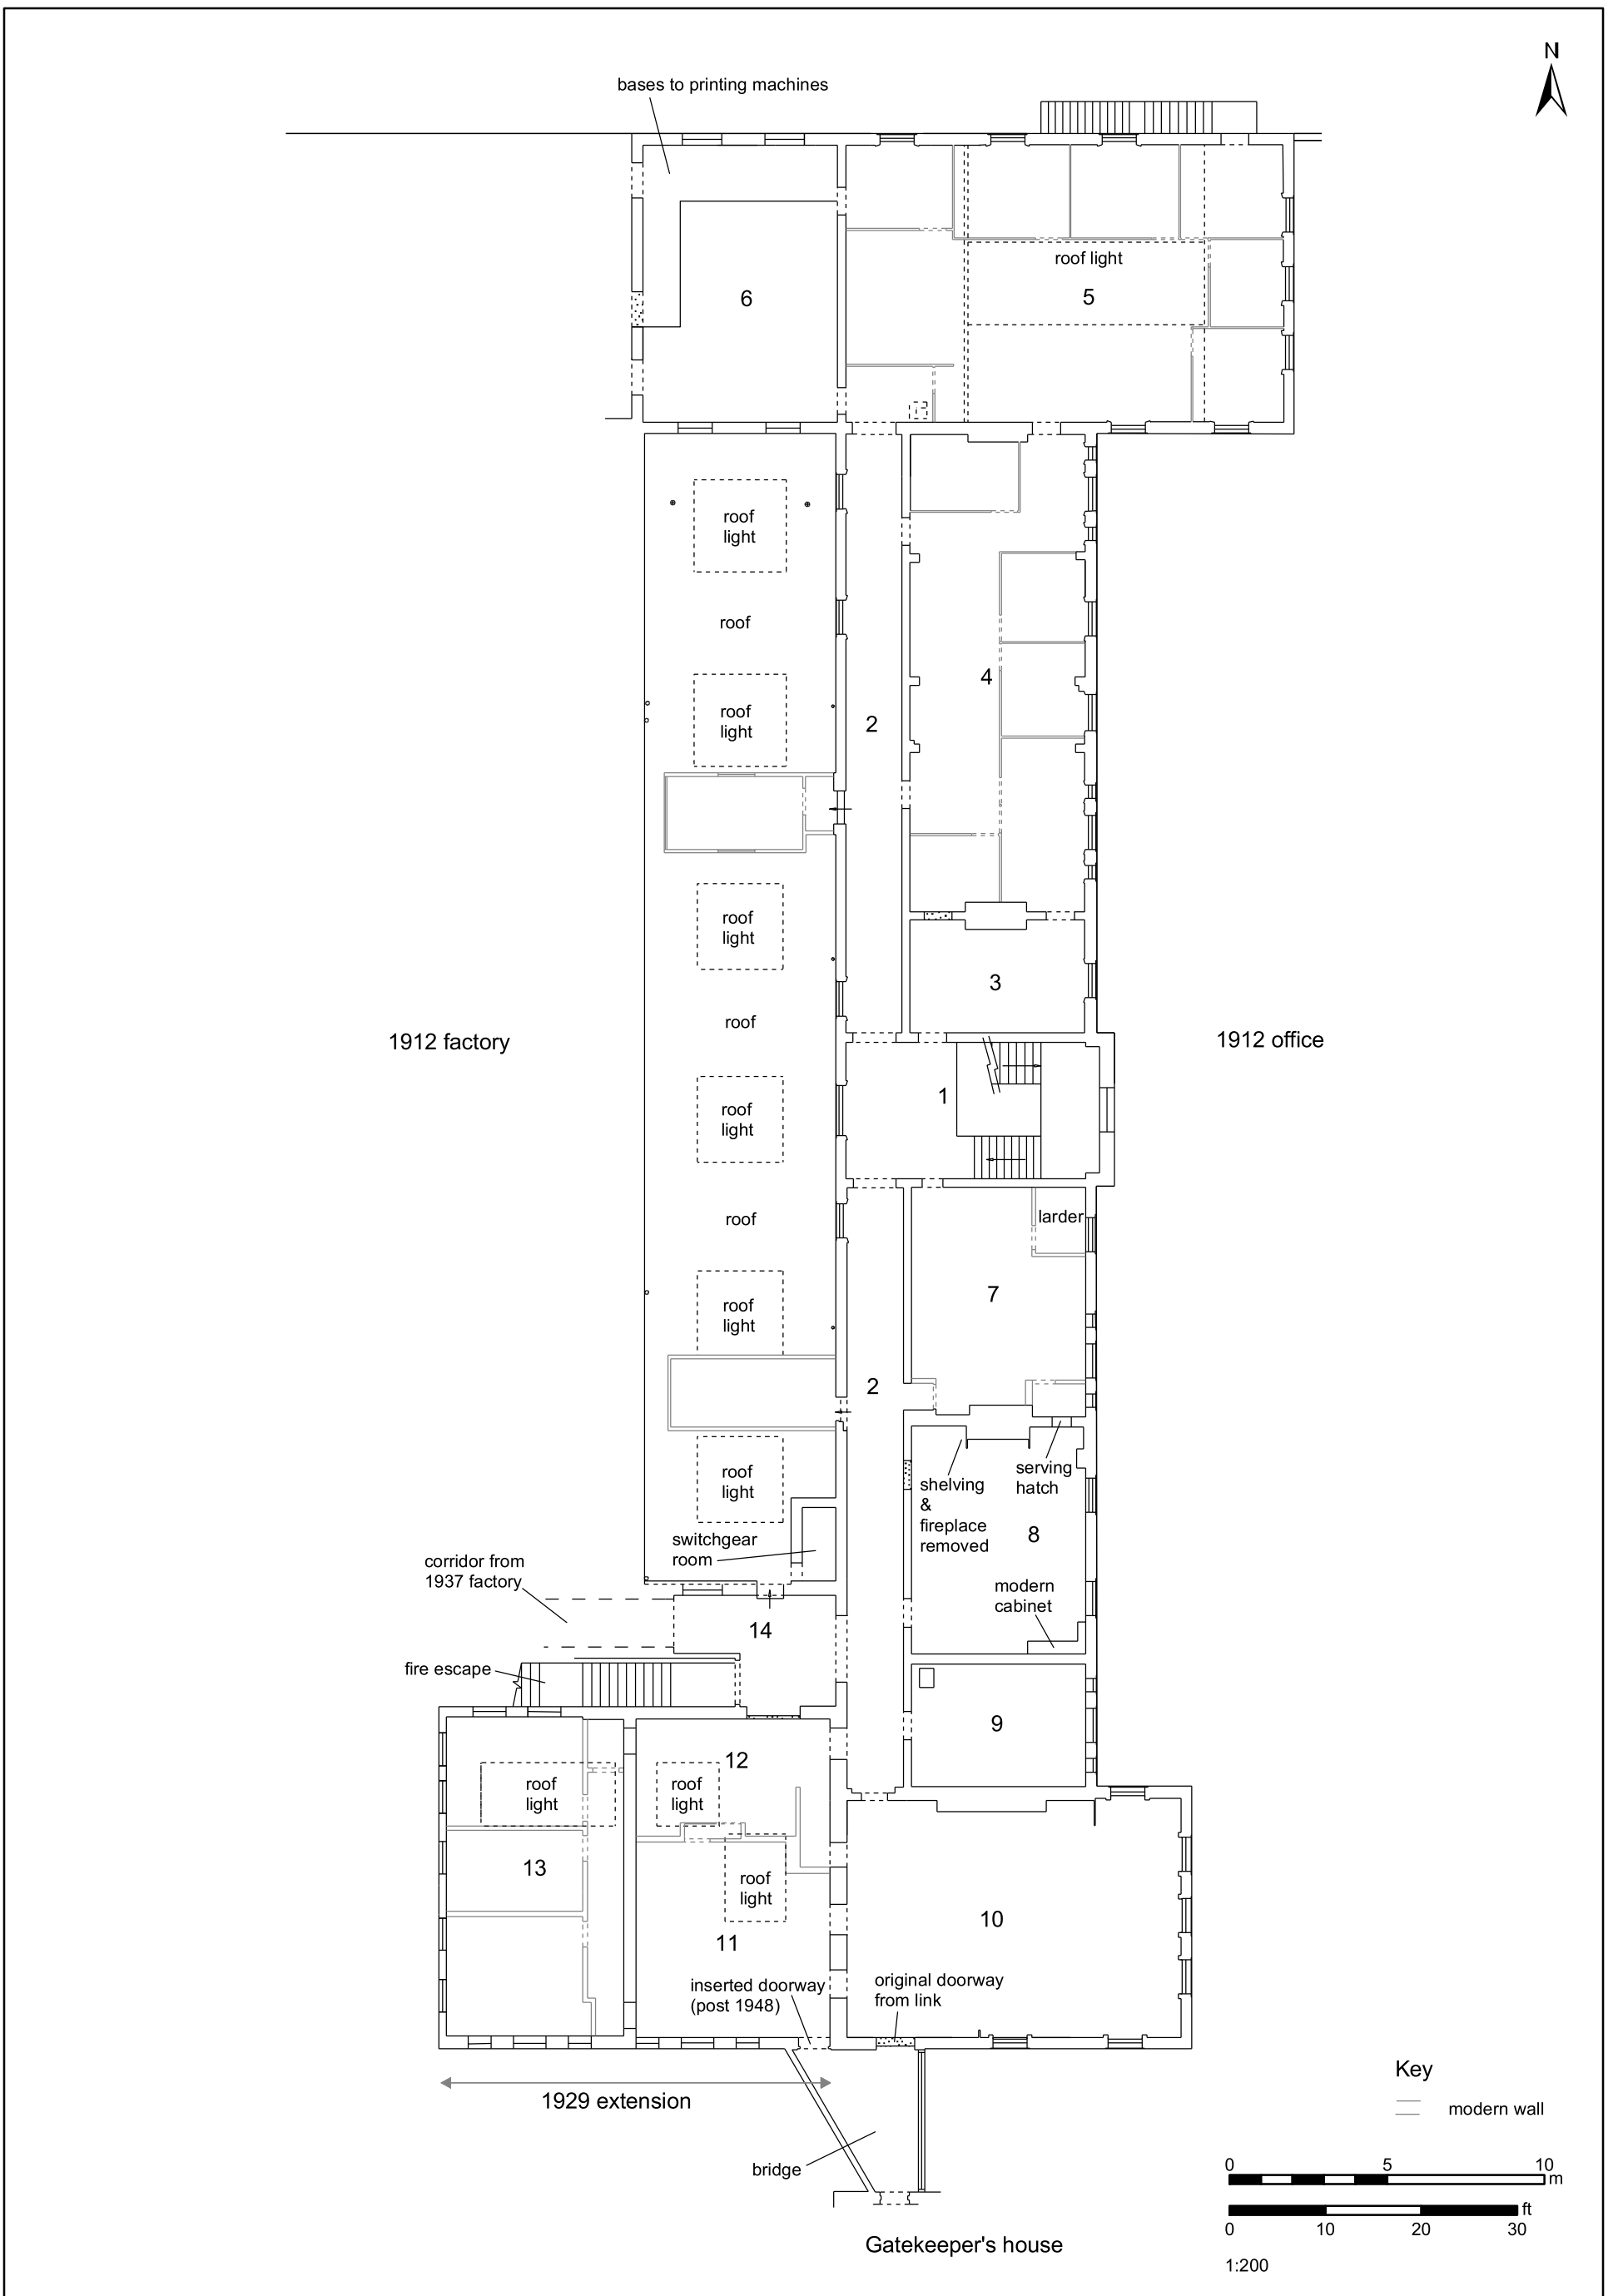 N
bases to printing machines
roof light
5
6
roof
light
roof
4
roof
light
2
roof
light
3
roof
1912 factory
1912 office
1
roof
light
larder
roof
7
roof
light
2
roof
light
shelving
&
fireplace
removed
serving
hatch
8
switchgear
room
corridor from
1937 factory
modern
cabinet
14
fire escape
9
12
roof
light
roof
light
13
roof
light
10
11
inserted doorway
(post 1948)
original doorway
from link
1929 extension
bridge
Gatekeeper's house
Key
modern wall
0 5 10
m
ft
0 10 20 30
1:200